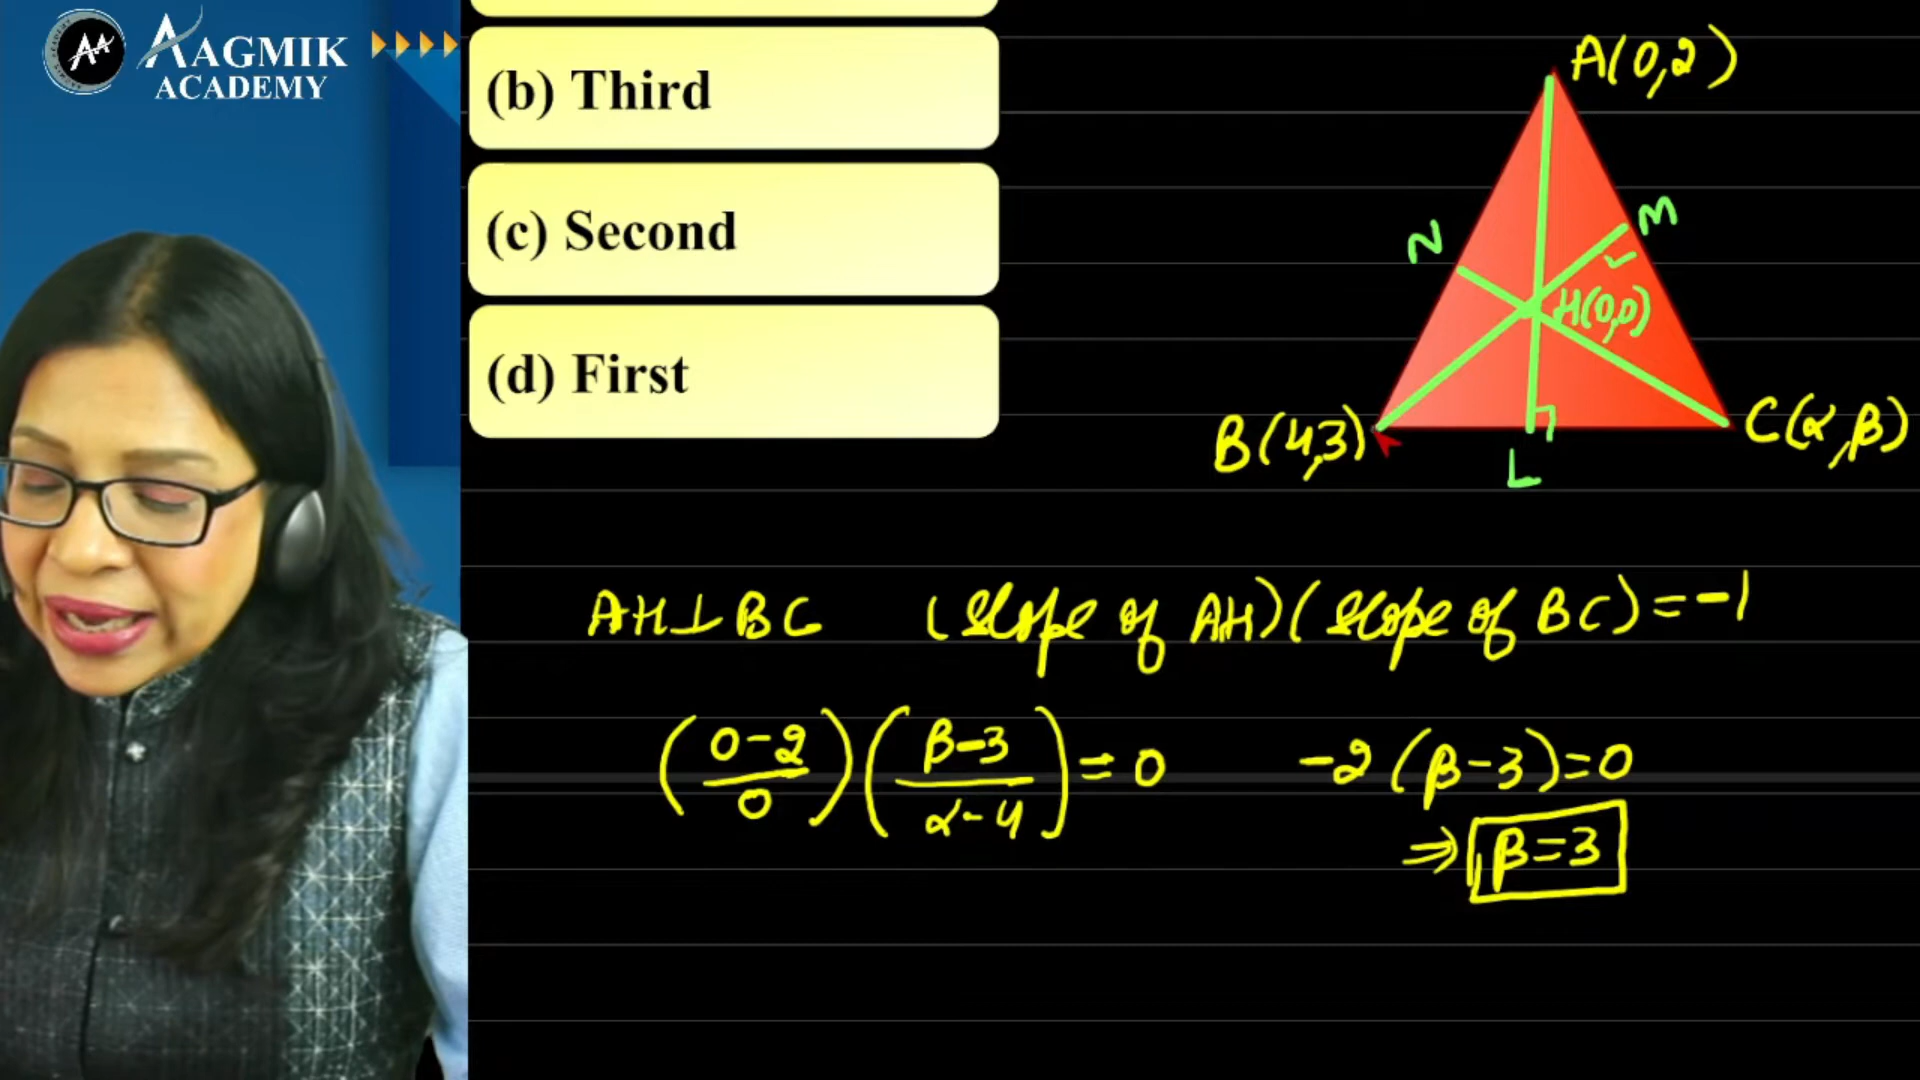 AAGMIK
ACADEMY
(b) Third
(c) Second
(d) First
A(0,2)
N
M
H(0,0)
B(4,3)
C(α,β)
L
AH⊥BC (Slope of AH)(Slope of BC)=-1
((0-2)/0)((β-3)/(α-4))=0 -2(β-3)=0
⇒ β=3